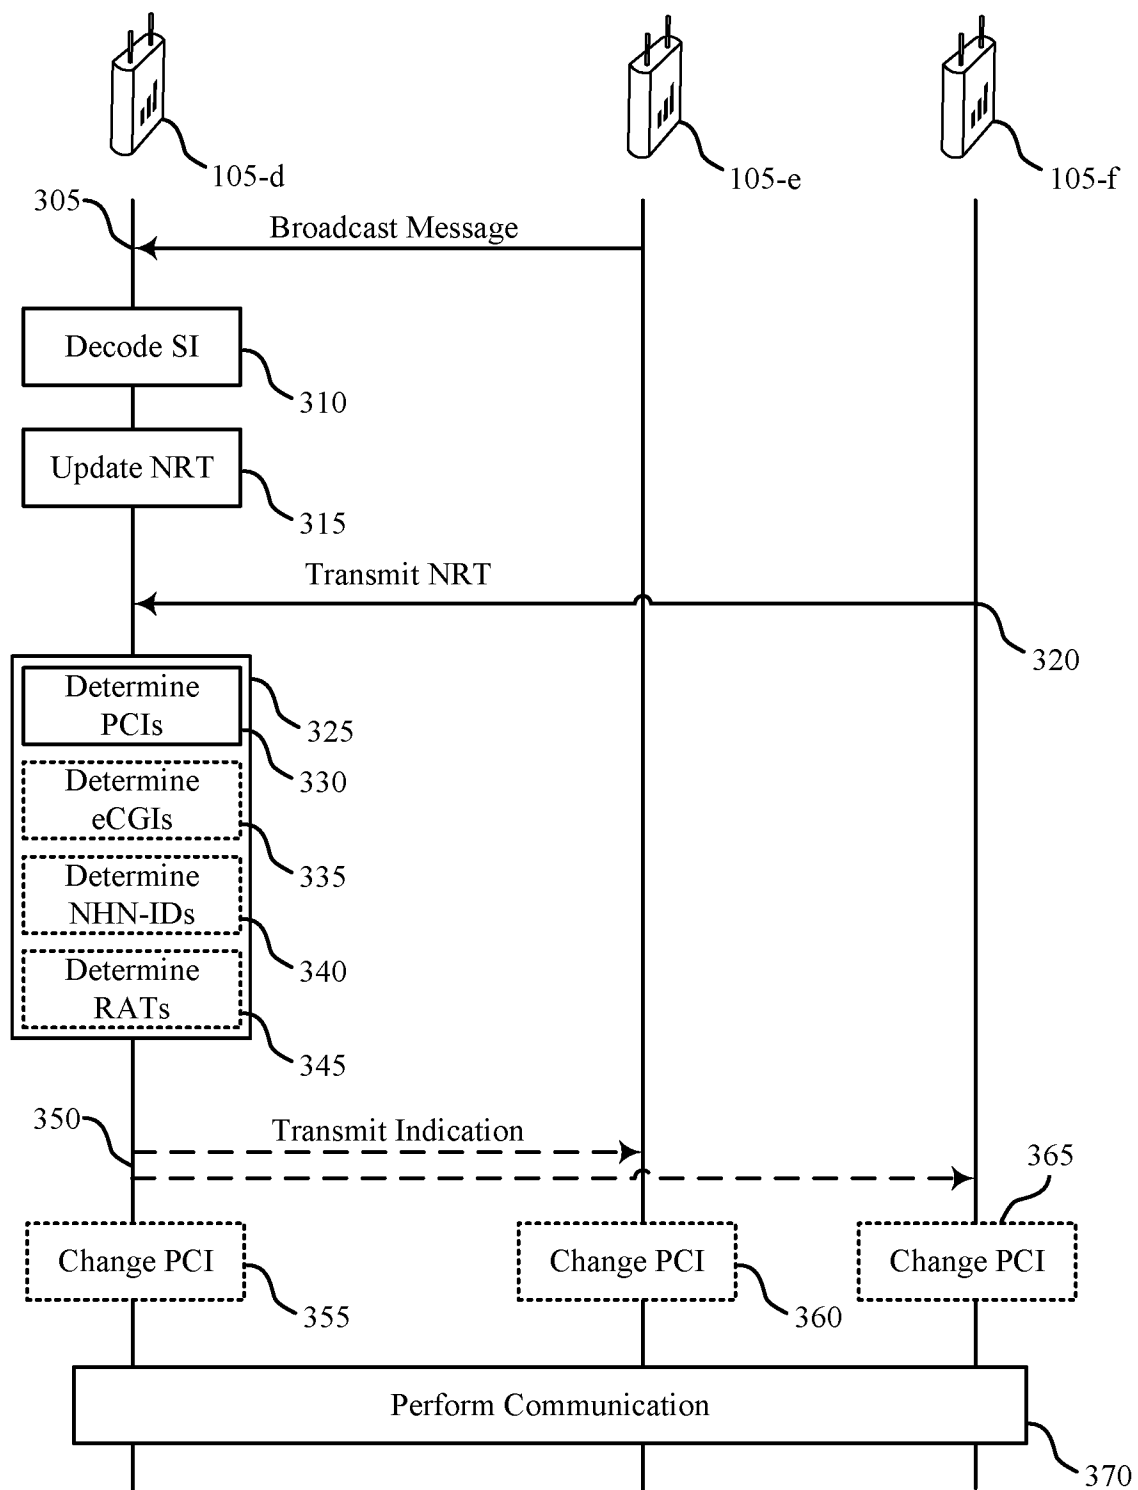 105-d
105-e
105-f
305
Broadcast Message
Decode SI
310
Update NRT
315
Transmit NRT
320
Determine
PCIs
325
330
Determine
eCGIs
335
Determine
NHN-IDs
340
Determine
RATs
345
350
Transmit Indication
365
Change PCI
Change PCI
Change PCI
355
360
Perform Communication
370